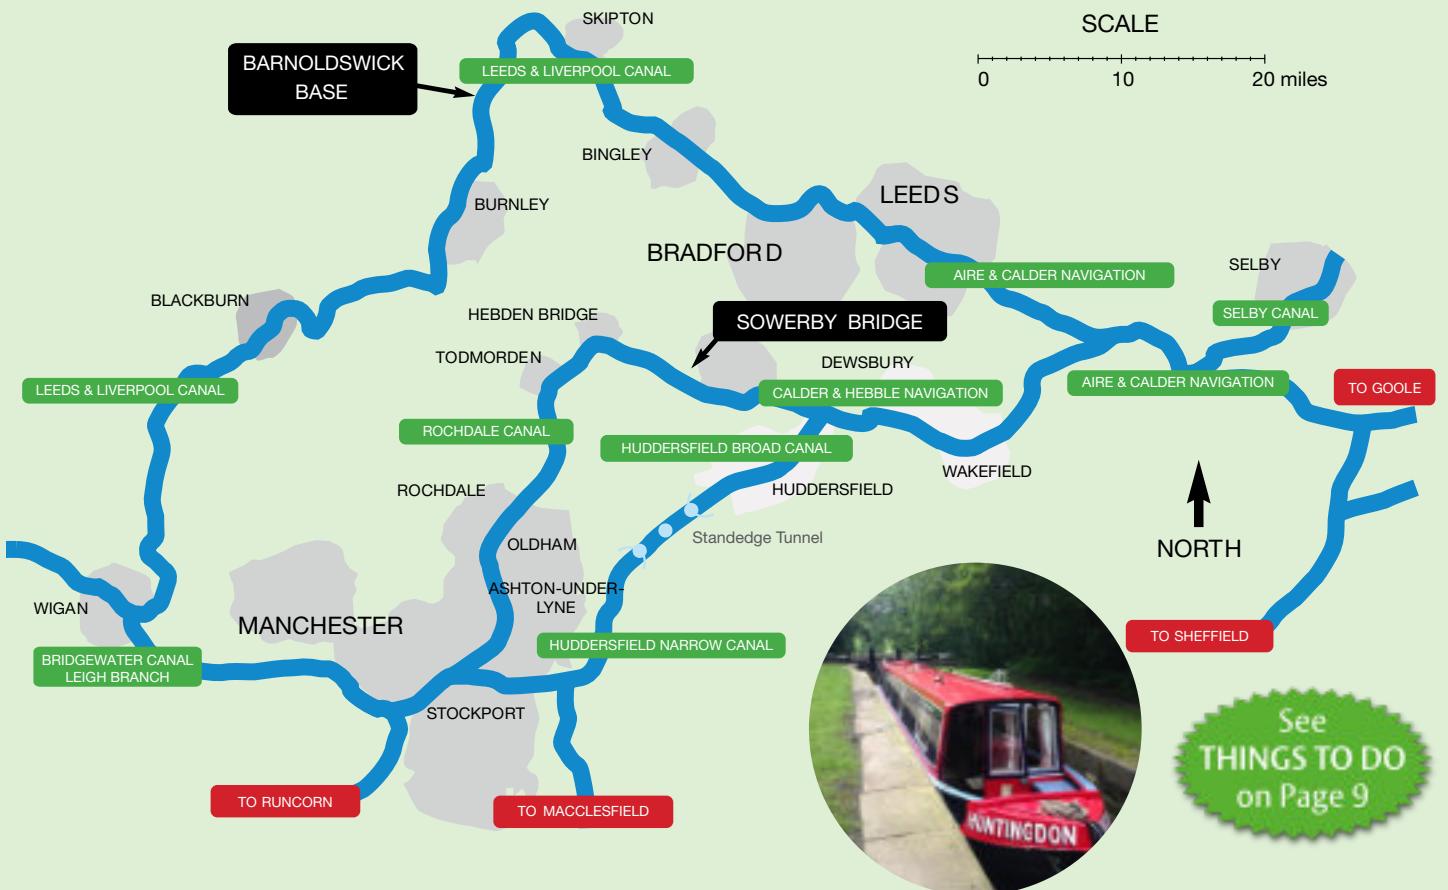 SKIPTON
SCALE
BARNOLDSWICK
BASE
LEEDS & LIVERPOOL CANAL
0 10 20 miles
BINGLEY
LEEDS
BURNLEY
BRADFORD
SELBY
AIRE & CALDER NAVIGATION
BLACKBURN
HEBDEN BRIDGE
SELBY CANAL
SOWERBY BRIDGE
TODMORDEN
DEWSBURY
LEEDS & LIVERPOOL CANAL
CALDER & HEBBLE NAVIGATION
AIRE & CALDER NAVIGATION
TO GOOLE
ROCHDALE CANAL
HUDDERSFIELD BROAD CANAL
WAKEFIELD
ROCHDALE
HUDDERSFIELD
Standedge Tunnel
OLDHAM
NORTH
ASHTON-UNDER-
LYNE
WIGAN
MANCHESTER
TO SHEFFIELD
HUDDERSFIELD NARROW CANAL
BRIDGEWATER CANAL
LEIGH BRANCH
STOCKPORT
See
THINGS TO DO
on Page 9
TO RUNCORN
TO MACCLESFIELD
HUNTINGDON